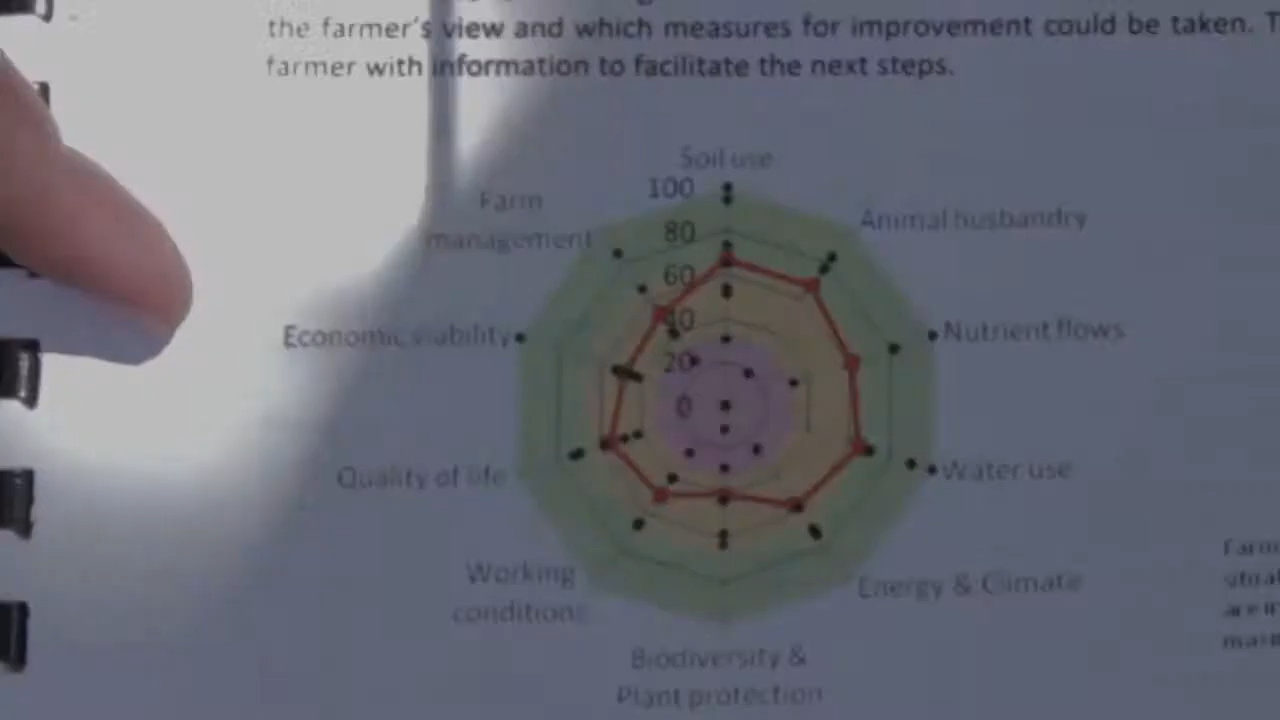 the farmer's view and which measures for improvement could be taken.
farmer with information to facilitate the next steps.
Soil use
100
Farm
management
Animal husbandry
80
60
40
Economic viability
Nutrient flows
20
0
Quality of life
Water use
Working
conditions
Energy & Climate
Biodiversity &
Plant protection